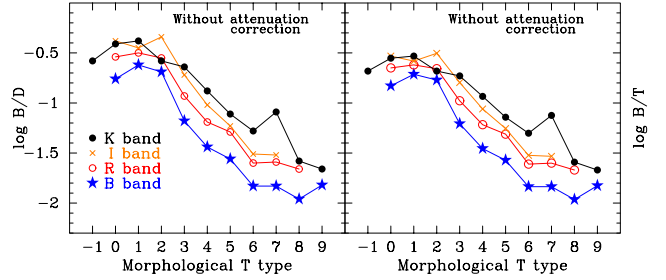 Without attenuation
correction
Without attenuation
correction
log B/D
log B/T
−0.5
−1
−1.5
−2
K band
I band
R band
B band
−1 0 1 2 3 4 5 6 7 8 9
−1 0 1 2 3 4 5 6 7 8 9
Morphological T type
Morphological T type